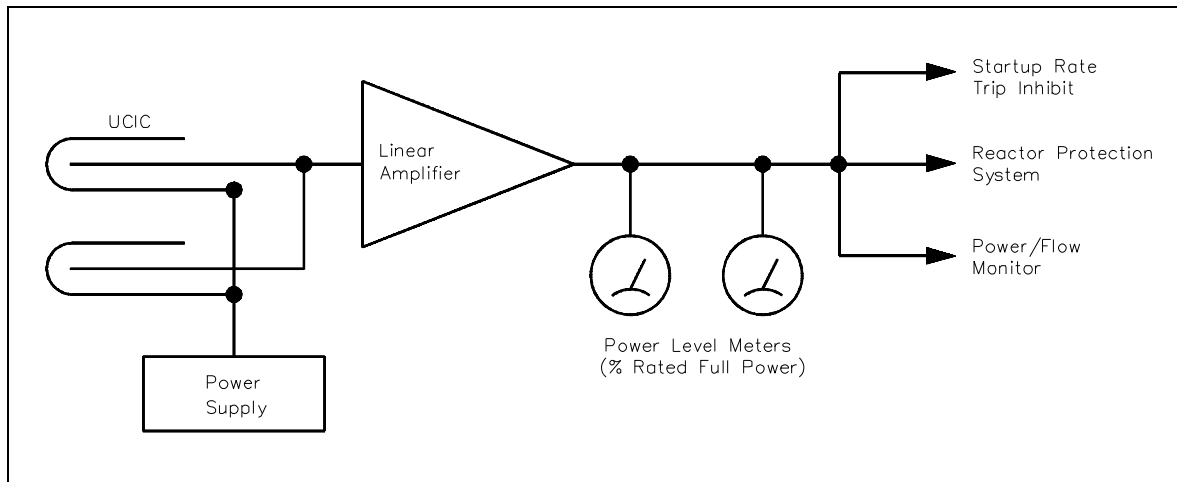 UCIC
Linear
Amplifier
Power
Supply
Power Level Meters
(% Rated Full Power)
Startup Rate
Trip Inhibit
Reactor Protection
System
Power/Flow
Monitor